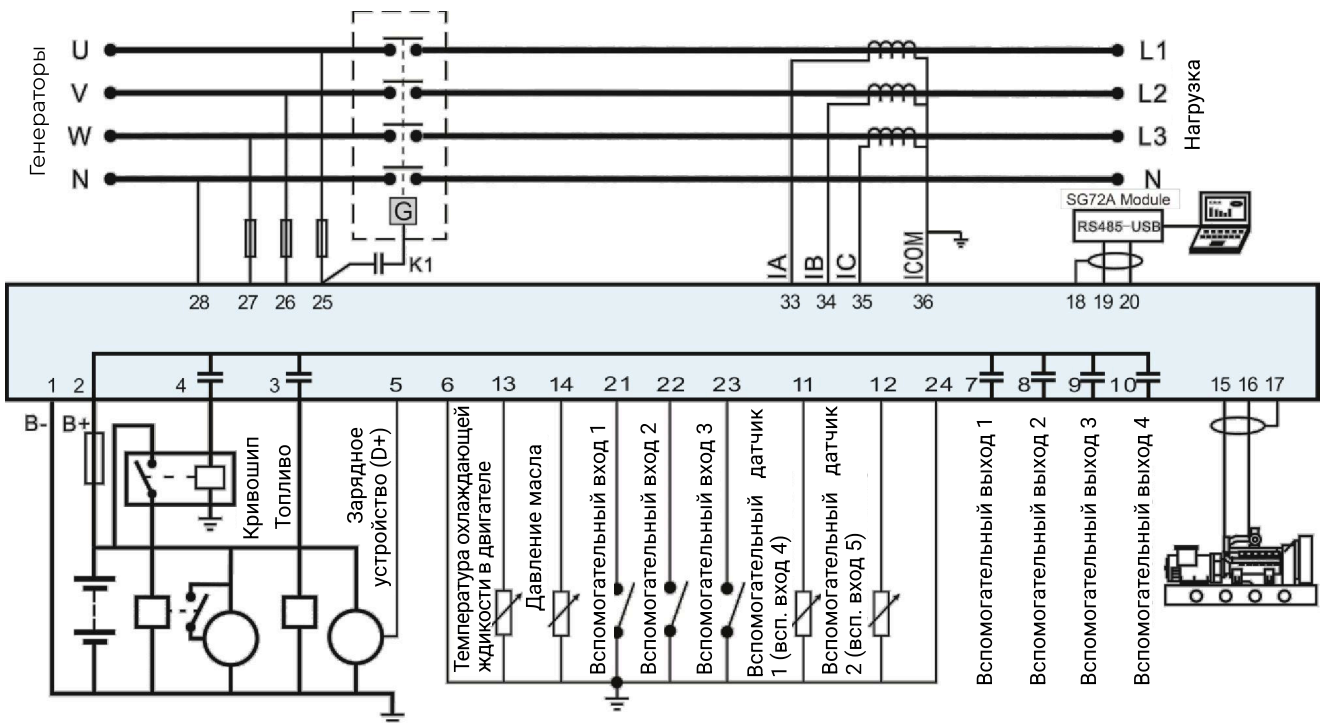 Генераторы
U
V
W
N
L1
L2
L3
N
Нагрузка
G
K1
IA
IB
IC
ICOM
SG72A Module
RS485-USB
28 27 26 25 33 34 35 36 18 19 20
1 2 4 3 5 6 13 14 21 22 23 11 12 24 7 8 9 10 15 16 17
B- B+
Кривошип
Топливо
Зарядное
устройство (D+)
Температура охлаждающей
ждикости в двигателе
Давление масла
Вспомогательный вход 1
Вспомогательный вход 2
Вспомогательный вход 3
Вспомогательный датчик
1 (всп. вход 4)
Вспомогательный датчик
2 (всп. вход 5)
Вспомогательный выход 1
Вспомогательный выход 2
Вспомогательный выход 3
Вспомогательный выход 4